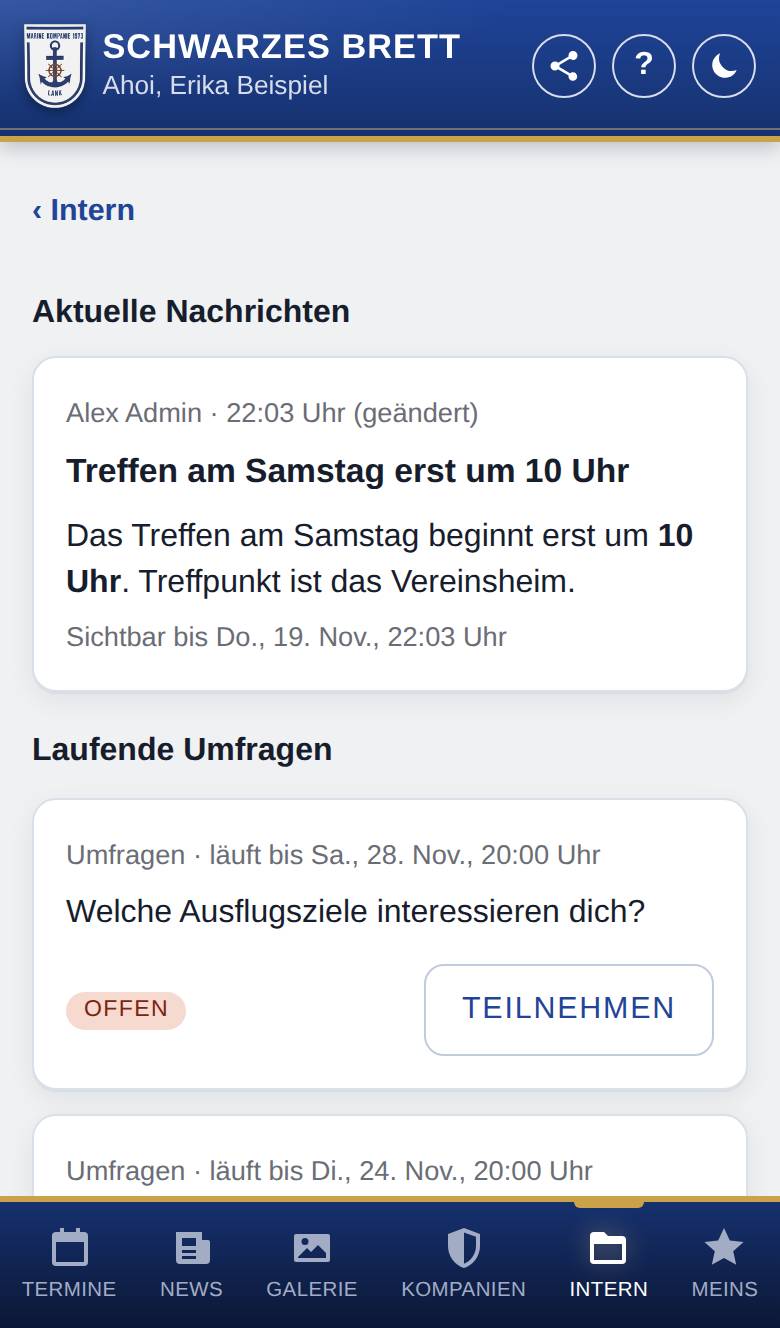 MARINE KOMPANIE 1973
LANK
SCHWARZES BRETT
Ahoi, Erika Beispiel
?
‹ Intern
Aktuelle Nachrichten
Alex Admin · 22:03 Uhr (geändert)
Treffen am Samstag erst um 10 Uhr
Das Treffen am Samstag beginnt erst um 10
Uhr. Treffpunkt ist das Vereinsheim.
Sichtbar bis Do., 19. Nov., 22:03 Uhr
Laufende Umfragen
Umfragen · läuft bis Sa., 28. Nov., 20:00 Uhr
Welche Ausflugsziele interessieren dich?
OFFEN
TEILNEHMEN
Umfragen · läuft bis Di., 24. Nov., 20:00 Uhr
TERMINE NEWS GALERIE KOMPANIEN INTERN MEINS